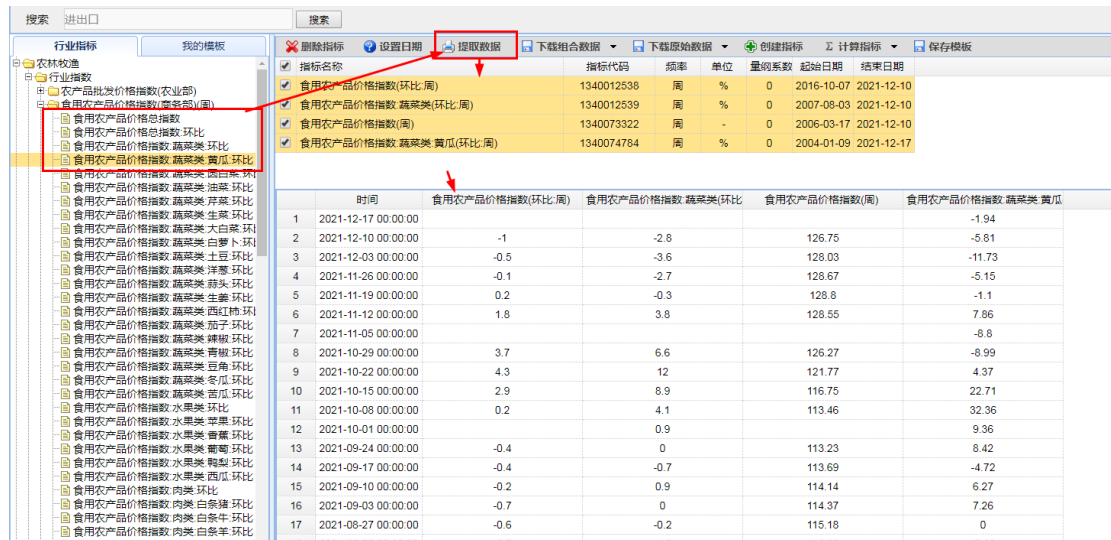 搜索 进出口 搜索
行业指标 我的模板
删除指标 设置日期 提取数据 下载组合数据 下载原始数据 创建指标 Σ 计算指标 保存模板
农林牧渔
行业指数
农产品批发价格指数(农业部)
食用农产品价格指数(商务部)(周)
食用农产品价格总指数
食用农产品价格总指数:环比
食用农产品价格指数:蔬菜类:环比
食用农产品价格指数:蔬菜类:黄瓜:环比
食用农产品价格指数:蔬菜类:圆白菜:环
食用农产品价格指数:蔬菜类:油菜:环比
食用农产品价格指数:蔬菜类:芹菜:环比
食用农产品价格指数:蔬菜类:生菜:环比
食用农产品价格指数:蔬菜类:大白菜:环
食用农产品价格指数:蔬菜类:白萝卜:环
食用农产品价格指数:蔬菜类:土豆:环比
食用农产品价格指数:蔬菜类:洋葱:环比
食用农产品价格指数:蔬菜类:蒜头:环比
食用农产品价格指数:蔬菜类:生姜:环比
食用农产品价格指数:蔬菜类:西红柿:环
食用农产品价格指数:蔬菜类:茄子:环比
食用农产品价格指数:蔬菜类:辣椒:环比
食用农产品价格指数:蔬菜类:青椒:环比
食用农产品价格指数:蔬菜类:豆角:环比
食用农产品价格指数:蔬菜类:冬瓜:环比
食用农产品价格指数:蔬菜类:苦瓜:环比
食用农产品价格指数:水果类:环比
食用农产品价格指数:水果类:苹果:环比
食用农产品价格指数:水果类:香蕉:环比
食用农产品价格指数:水果类:葡萄:环比
食用农产品价格指数:水果类:鸭梨:环比
食用农产品价格指数:水果类:西瓜:环比
食用农产品价格指数:肉类:环比
食用农产品价格指数:肉类:白条猪:环比
食用农产品价格指数:肉类:白条牛:环比
食用农产品价格指数:肉类:白条羊:环比
指标名称 指标代码 频率 单位 量纲系数 起始日期 结束日期
食用农产品价格指数(环比:周) 1340012538 周 % 0 2016-10-07 2021-12-10
食用农产品价格指数:蔬菜类(环比:周) 1340012539 周 % 0 2007-08-03 2021-12-10
食用农产品价格指数(周) 1340073322 周 - 0 2006-03-17 2021-12-10
食用农产品价格指数:蔬菜类:黄瓜(环比:周) 1340074784 周 % 0 2004-01-09 2021-12-17
时间 食用农产品价格指数(环比:周) 食用农产品价格指数:蔬菜类(环比 食用农产品价格指数(周) 食用农产品价格指数:蔬菜类:黄瓜
1 2021-12-17 00:00:00 -1.94
2 2021-12-10 00:00:00 -1 -2.8 126.75 -5.81
3 2021-12-03 00:00:00 -0.5 -3.6 128.03 -11.73
4 2021-11-26 00:00:00 -0.1 -2.7 128.67 -5.15
5 2021-11-19 00:00:00 0.2 -0.3 128.8 -1.1
6 2021-11-12 00:00:00 1.8 3.8 128.55 7.86
7 2021-11-05 00:00:00 -8.8
8 2021-10-29 00:00:00 3.7 6.6 126.27 -8.99
9 2021-10-22 00:00:00 4.3 12 121.77 4.37
10 2021-10-15 00:00:00 2.9 8.9 116.75 22.71
11 2021-10-08 00:00:00 0.2 4.1 113.46 32.36
12 2021-10-01 00:00:00 0.9 9.36
13 2021-09-24 00:00:00 -0.4 0 113.23 8.42
14 2021-09-17 00:00:00 -0.4 -0.7 113.69 -4.72
15 2021-09-10 00:00:00 -0.2 0.9 114.14 6.27
16 2021-09-03 00:00:00 -0.7 0 114.37 7.26
17 2021-08-27 00:00:00 -0.6 -0.2 115.18 0